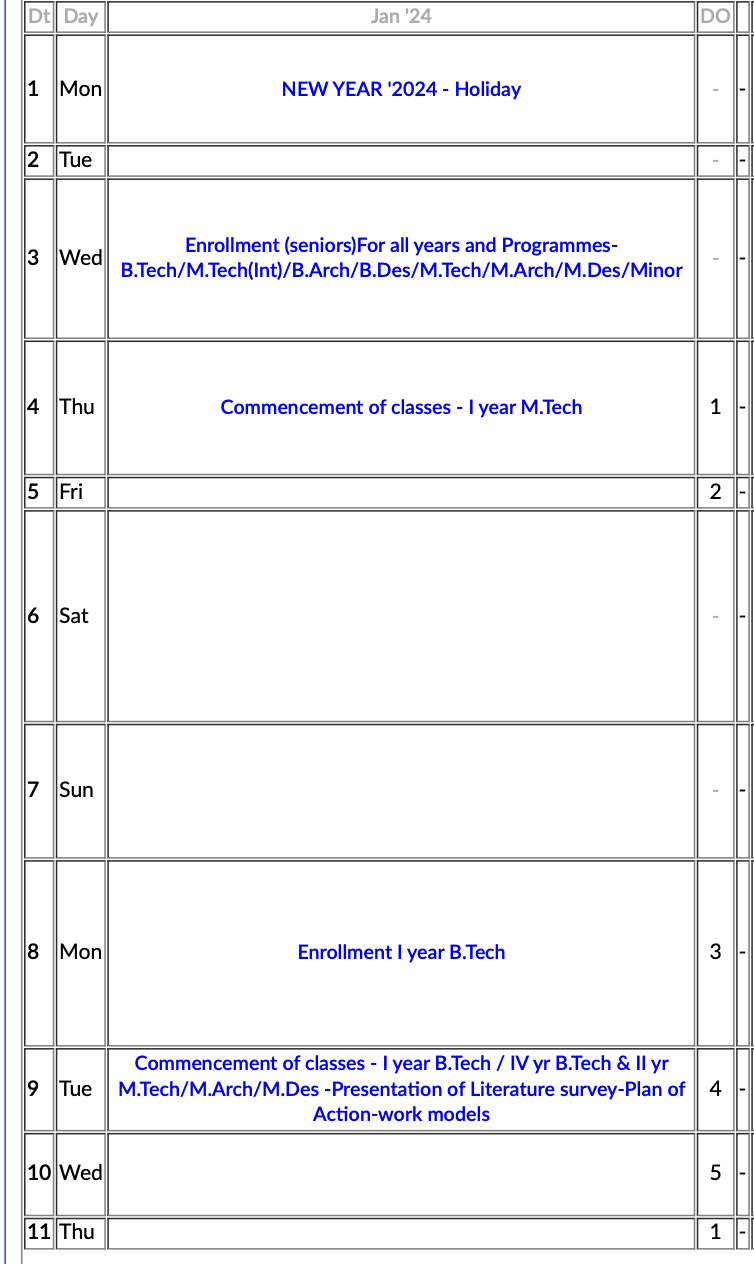 Dt Day Jan '24 DO
1 Mon NEW YEAR '2024 - Holiday - -
2 Tue - -
3 Wed Enrollment (seniors)For all years and Programmes-
B.Tech/M.Tech(Int)/B.Arch/B.Des/M.Tech/M.Arch/M.Des/Minor - -
4 Thu Commencement of classes - I year M.Tech 1 -
5 Fri 2 -
6 Sat - -
7 Sun - -
8 Mon Enrollment I year B.Tech 3 -
9 Tue Commencement of classes - I year B.Tech / IV yr B.Tech & II yr
M.Tech/M.Arch/M.Des -Presentation of Literature survey-Plan of
Action-work models 4 -
10 Wed 5 -
11 Thu 1 -